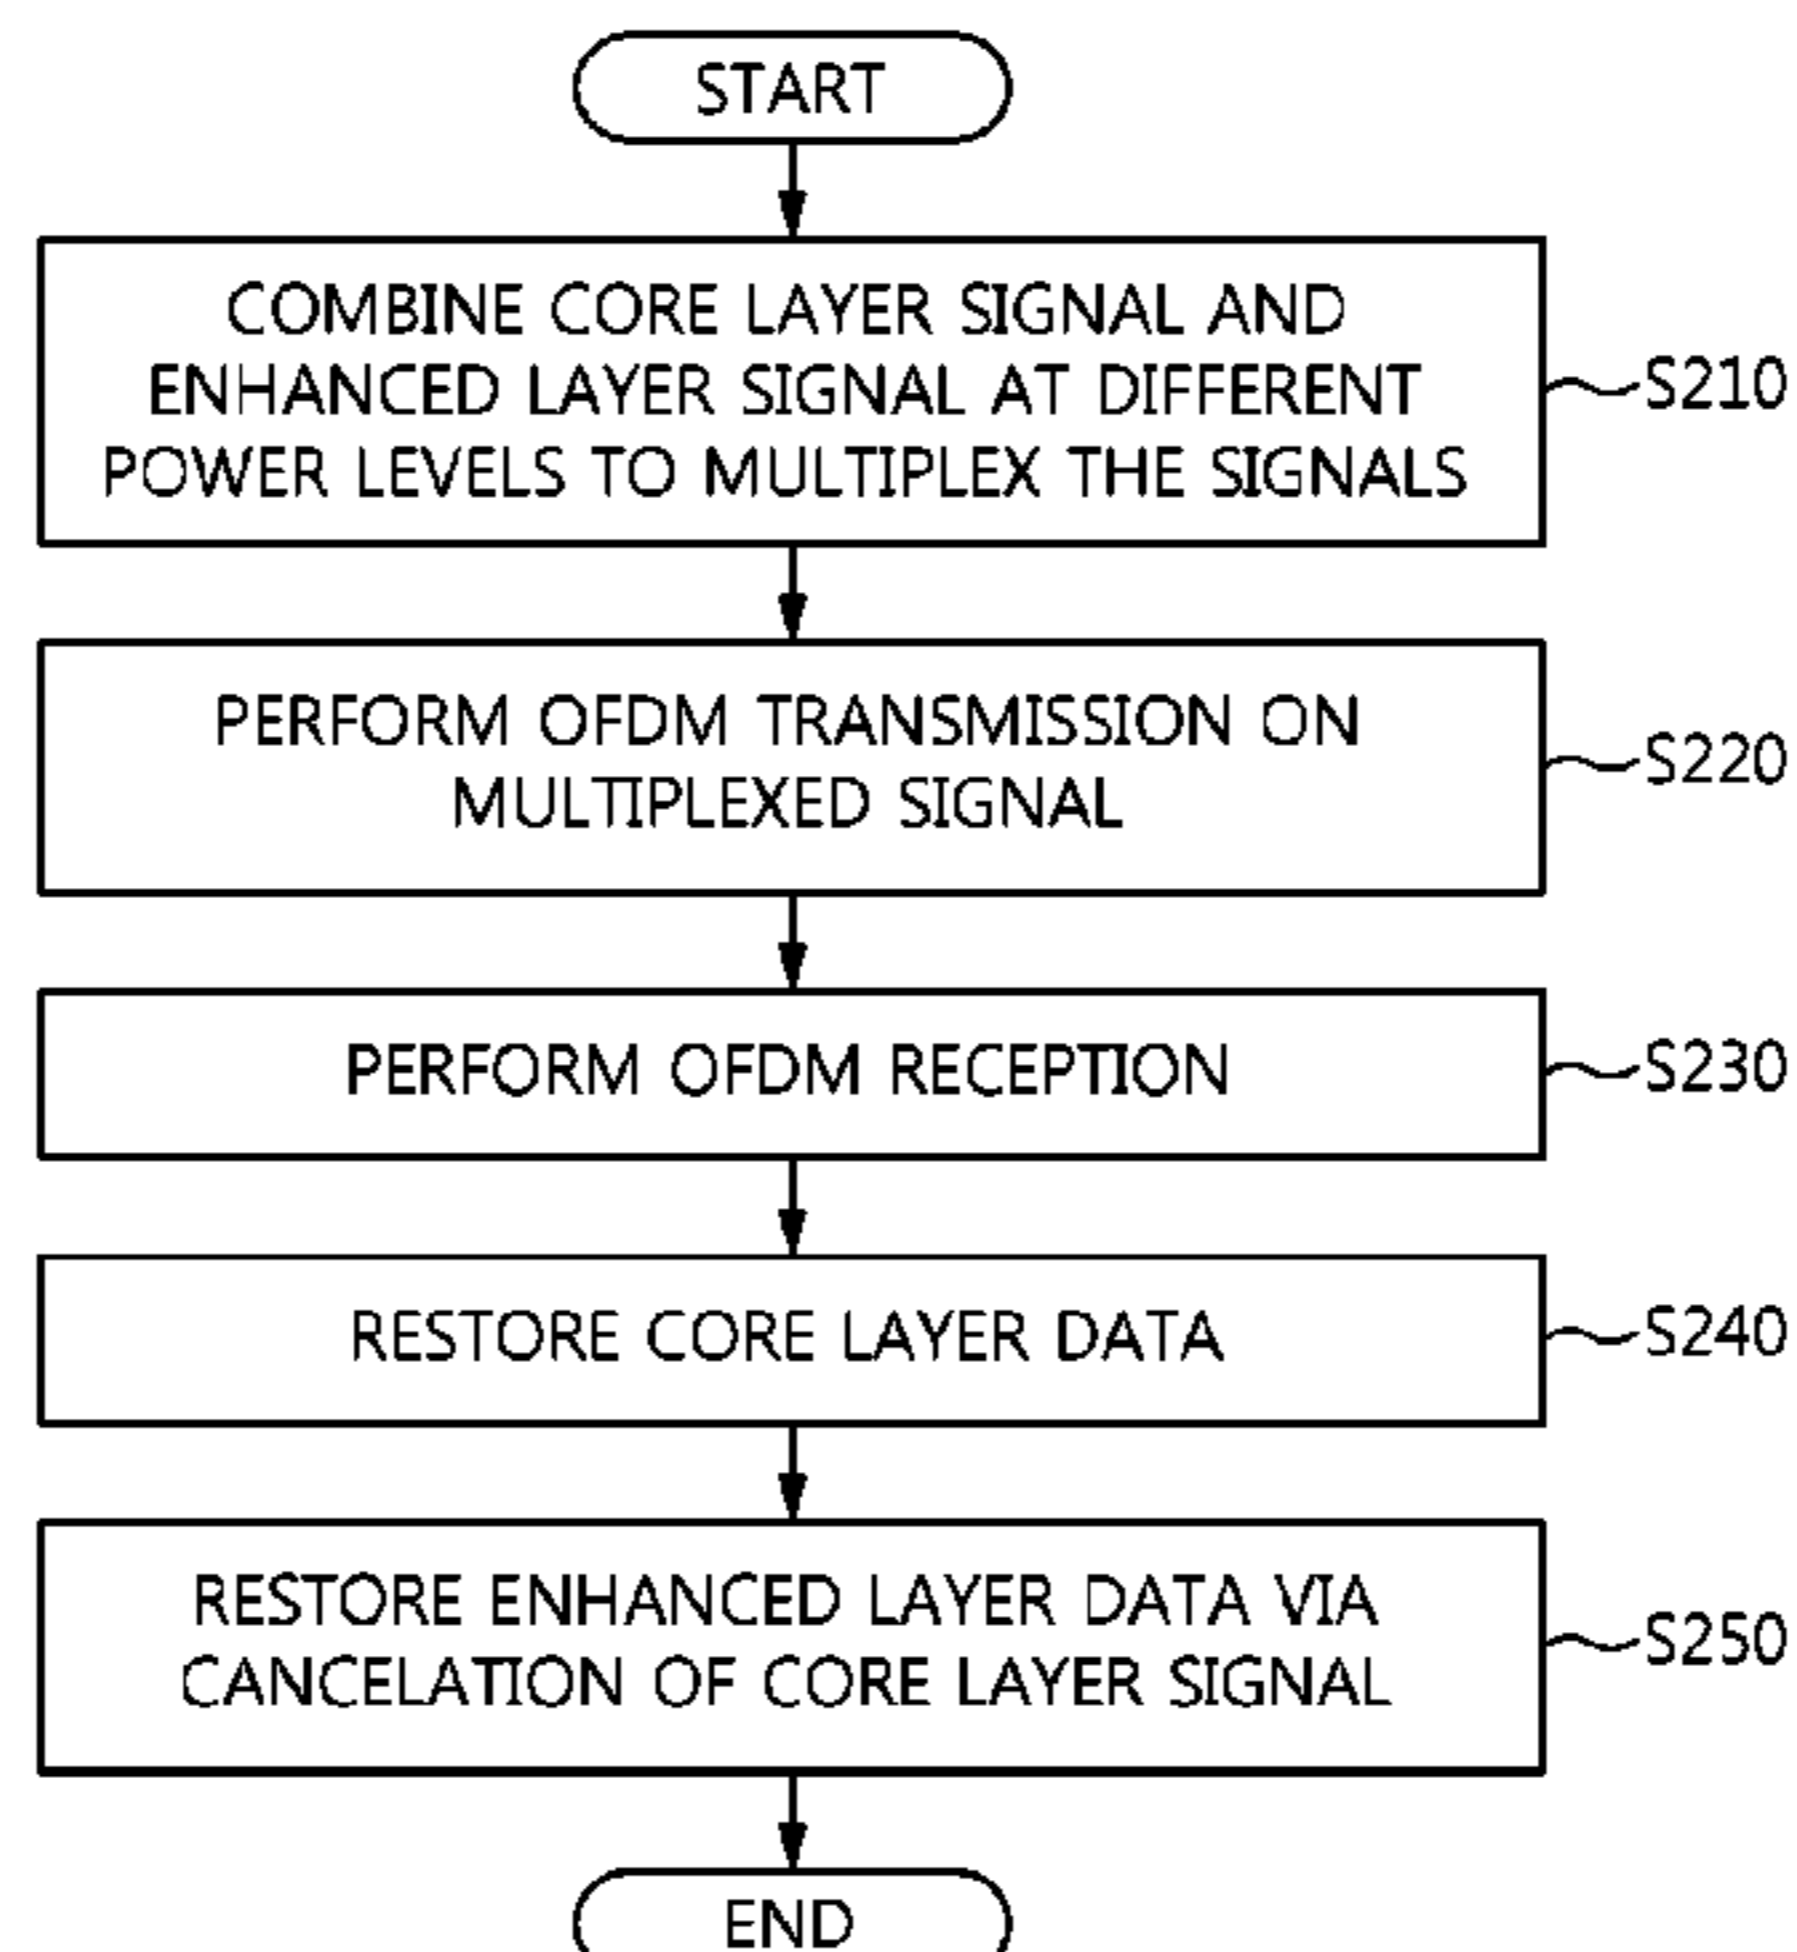 START
COMBINE CORE LAYER SIGNAL AND
ENHANCED LAYER SIGNAL AT DIFFERENT
POWER LEVELS TO MULTIPLEX THE SIGNALS
S210
PERFORM OFDM TRANSMISSION ON
MULTIPLEXED SIGNAL
S220
PERFORM OFDM RECEPTION
S230
RESTORE CORE LAYER DATA
S240
RESTORE ENHANCED LAYER DATA VIA
CANCELATION OF CORE LAYER SIGNAL
S250
END